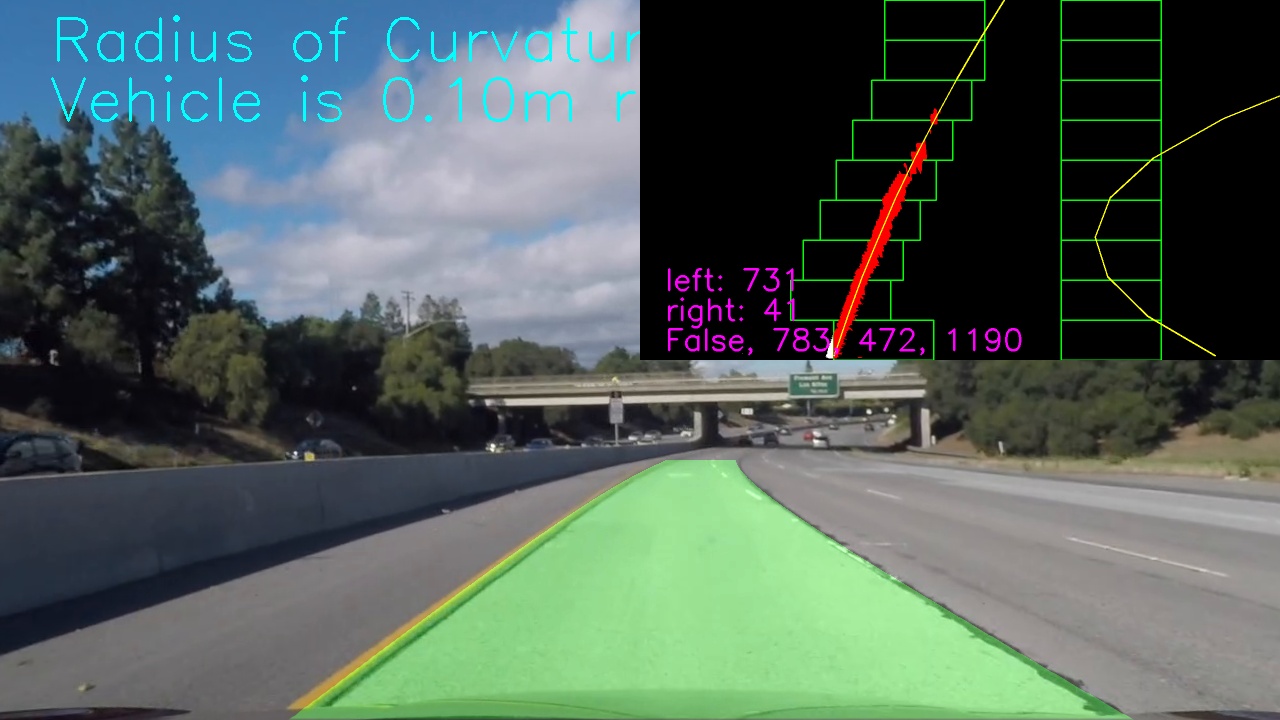 Radius of Curvatur
Vehicle is 0.10m r
left: 731
right: 41
False, 783, 472, 1190